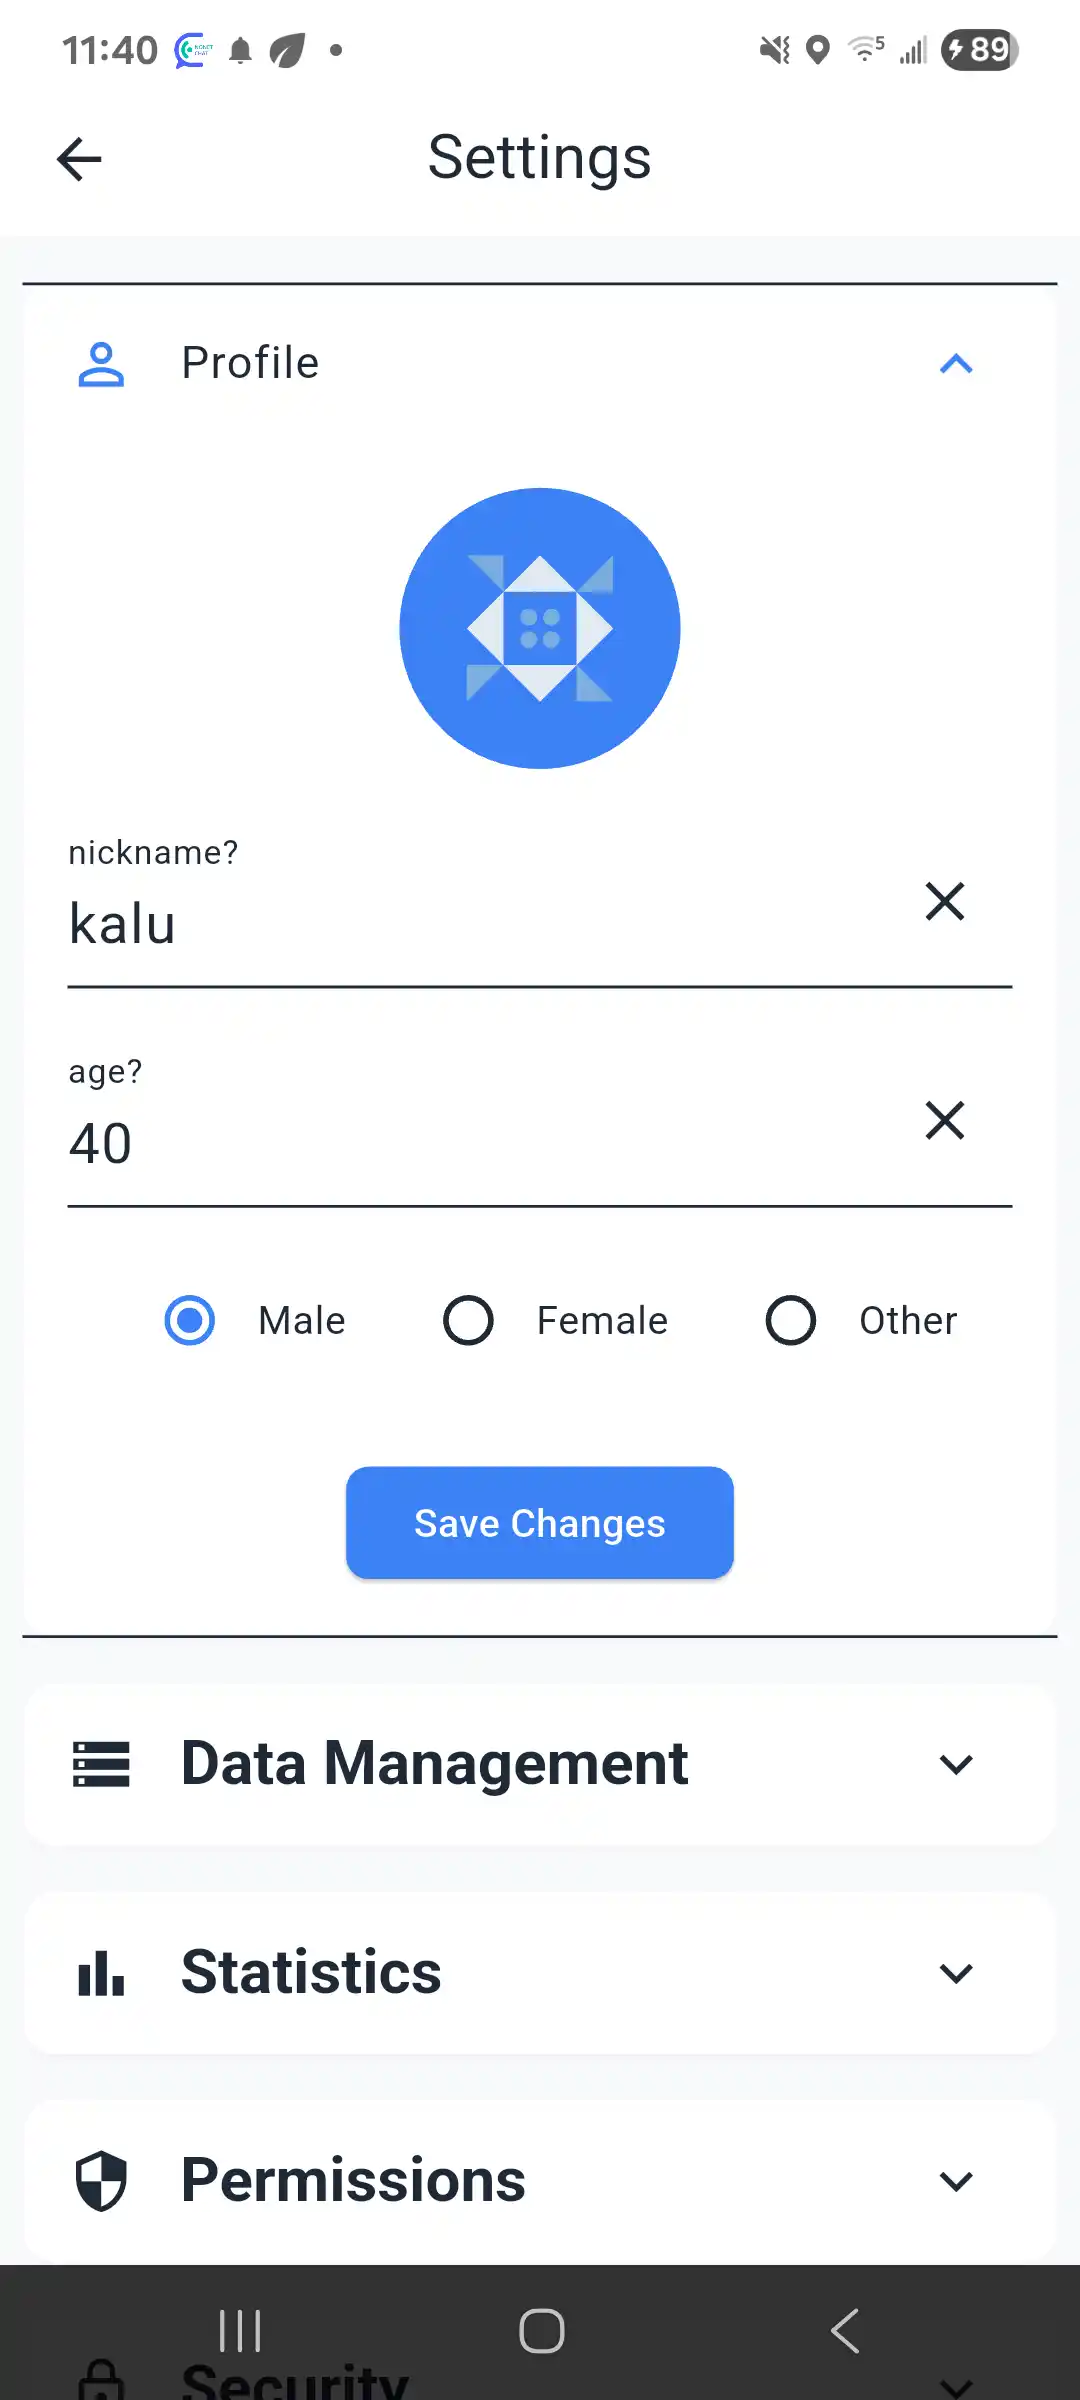 11:40
5
89
Settings
Profile
nickname?
kalu
age?
40
Male Female Other
Save Changes
Data Management
Statistics
Permissions
Security